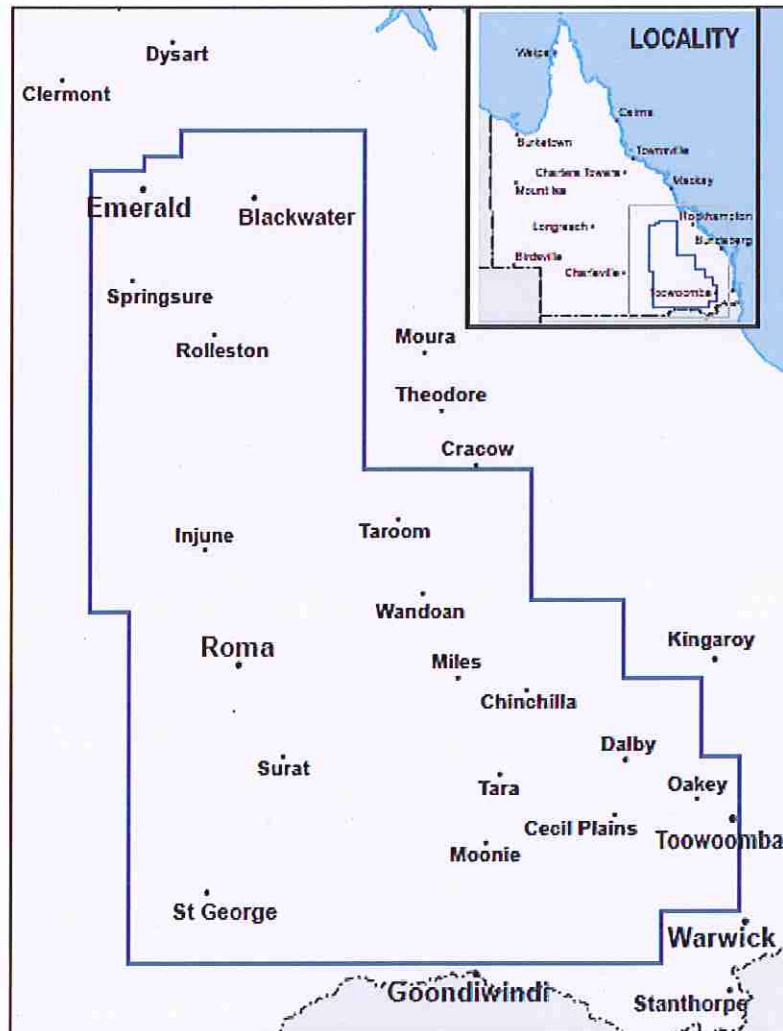 Dysart
Clermont
LOCALITY
Weipa
Cairns
Burketown
Townsville
Charters Towers
Mount Isa
Mackay
Longreach
Rockhampton
Bundaberg
Birdsville
Charleville
Toowoomba
Emerald
Blackwater
Springsure
Rolleston
Moura
Theodore
Cracow
Injune
Taroom
Wandoan
Roma
Miles
Kingaroy
Chinchilla
Surat
Dalby
Tara
Oakey
Cecil Plains
Toowoomba
Moonie
St George
Warwick
Goondiwindi
Stanthorpe